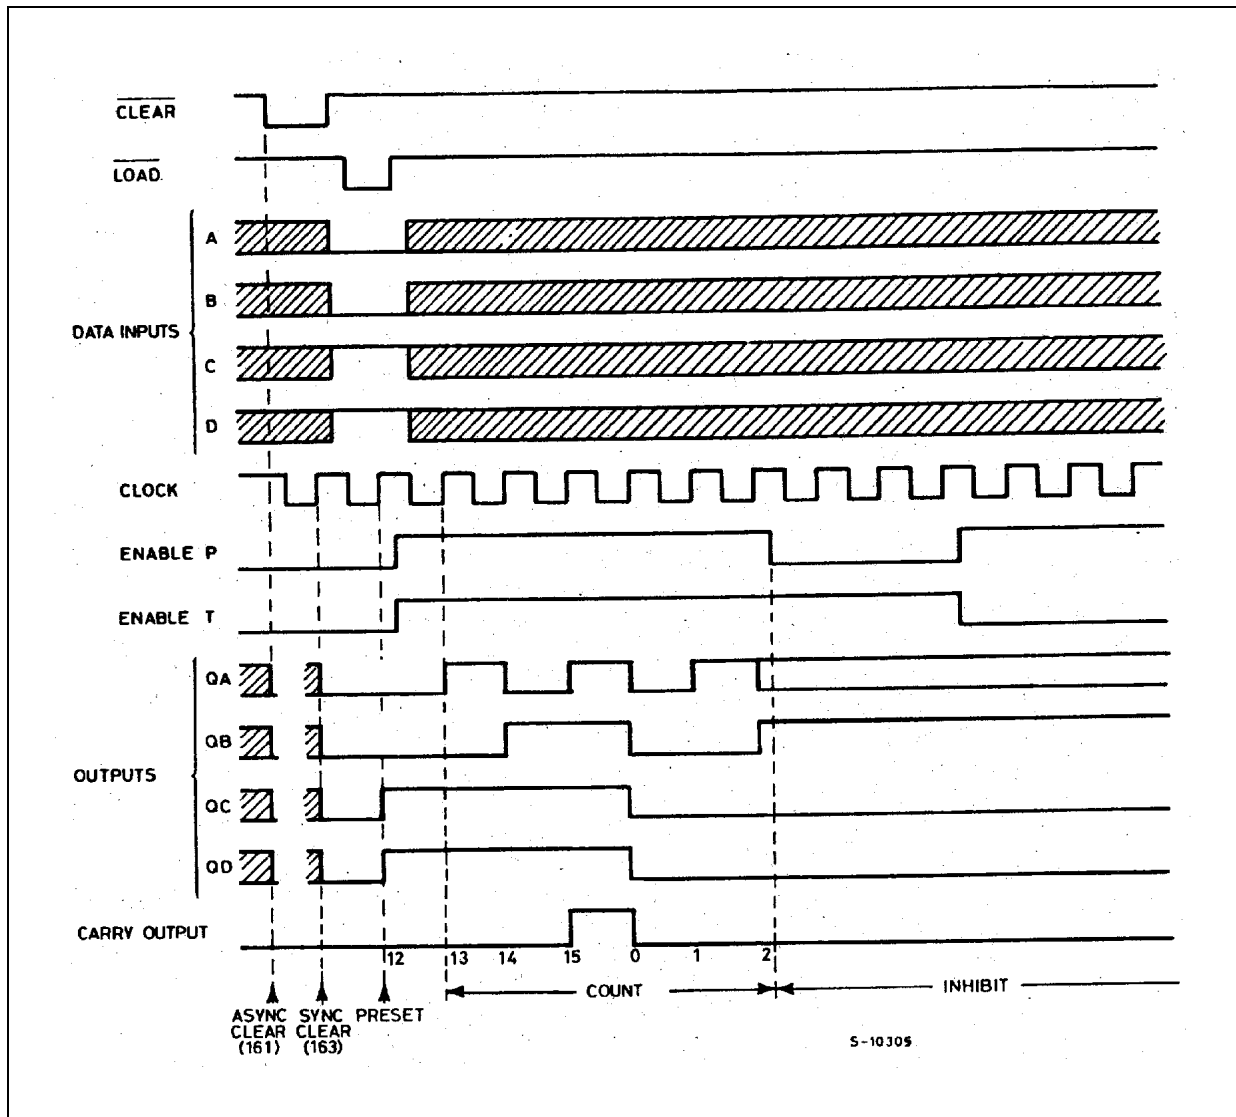 CLEAR
LOAD
A
B
DATA INPUTS
C
D
CLOCK
ENABLE P
ENABLE T
QA
QB
OUTPUTS
QC
QD
CARRY OUTPUT
12 13 14 15 0 1 2
COUNT INHIBIT
ASYNC CLEAR (161)
SYNC CLEAR (163)
PRESET
S-10305